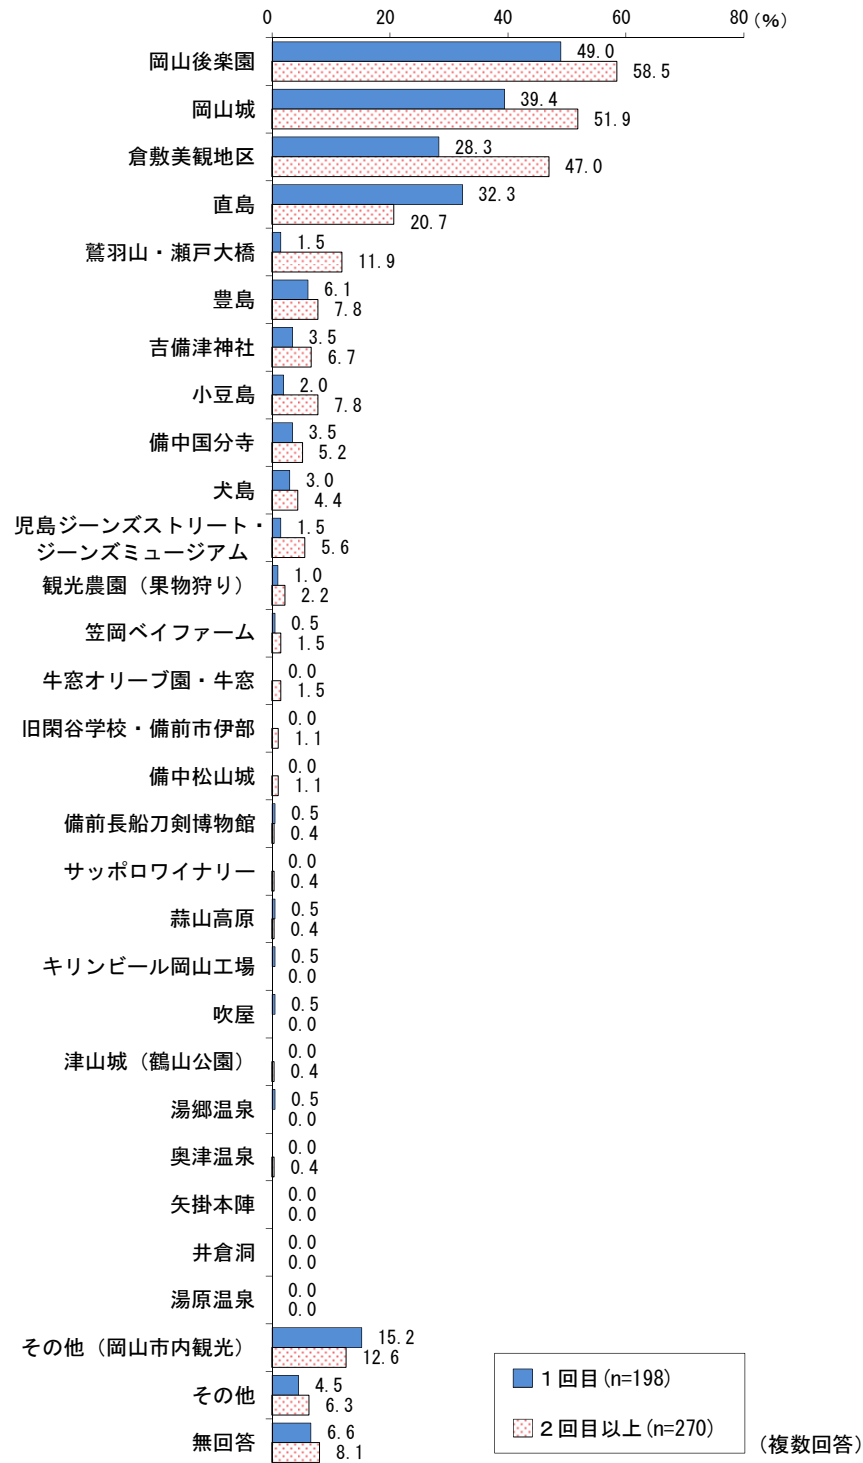 0 20 40 60 80 (%)
岡山後楽園 49.0
58.5
岡山城 39.4
51.9
倉敷美観地区 28.3
47.0
直島 32.3
20.7
鷲羽山・瀬戸大橋 1.5
11.9
豊島 6.1
7.8
吉備津神社 3.5
6.7
小豆島 2.0
7.8
備中国分寺 3.5
5.2
犬島 3.0
4.4
児島ジーンズストリート・ 1.5
ジーンズミュージアム 5.6
観光農園（果物狩り） 1.0
2.2
笠岡ベイファーム 0.5
1.5
牛窓オリーブ園・牛窓 0.0
1.5
旧閑谷学校・備前市伊部 0.0
1.1
備中松山城 0.0
1.1
備前長船刀剣博物館 0.5
0.4
サッポロワイナリー 0.0
0.4
蒜山高原 0.5
0.4
キリンビール岡山工場 0.5
0.0
吹屋 0.5
0.0
津山城（鶴山公園） 0.0
0.4
湯郷温泉 0.5
0.0
奥津温泉 0.0
0.4
矢掛本陣 0.0
0.0
井倉洞 0.0
0.0
湯原温泉 0.0
0.0
その他（岡山市内観光） 15.2
12.6
その他 4.5
6.3
無回答 6.6
8.1
１回目(n=198)
２回目以上(n=270)
（複数回答）